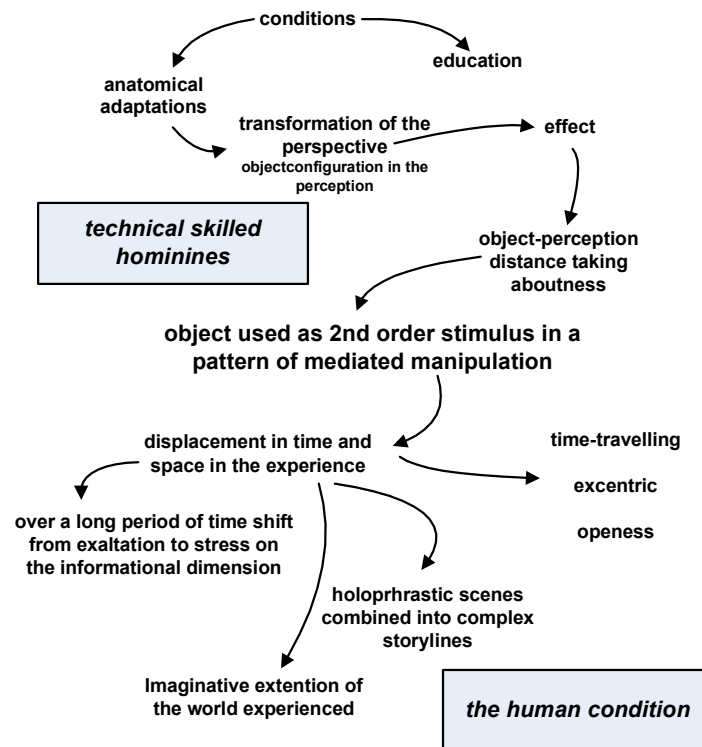 conditions
education
anatomical
adaptations
transformation of the
perspective
objectconfiguration in the
perception
effect
technical skilled
hominines
object-perception
distance taking
aboutness
object used as 2nd order stimulus in a
pattern of mediated manipulation
displacement in time and
space in the experience
time-travelling
excentric
openess
over a long period of time shift
from exaltation to stress on
the informational dimension
holoprhrastic scenes
combined into complex
storylines
Imaginative extention of
the world experienced
the human condition